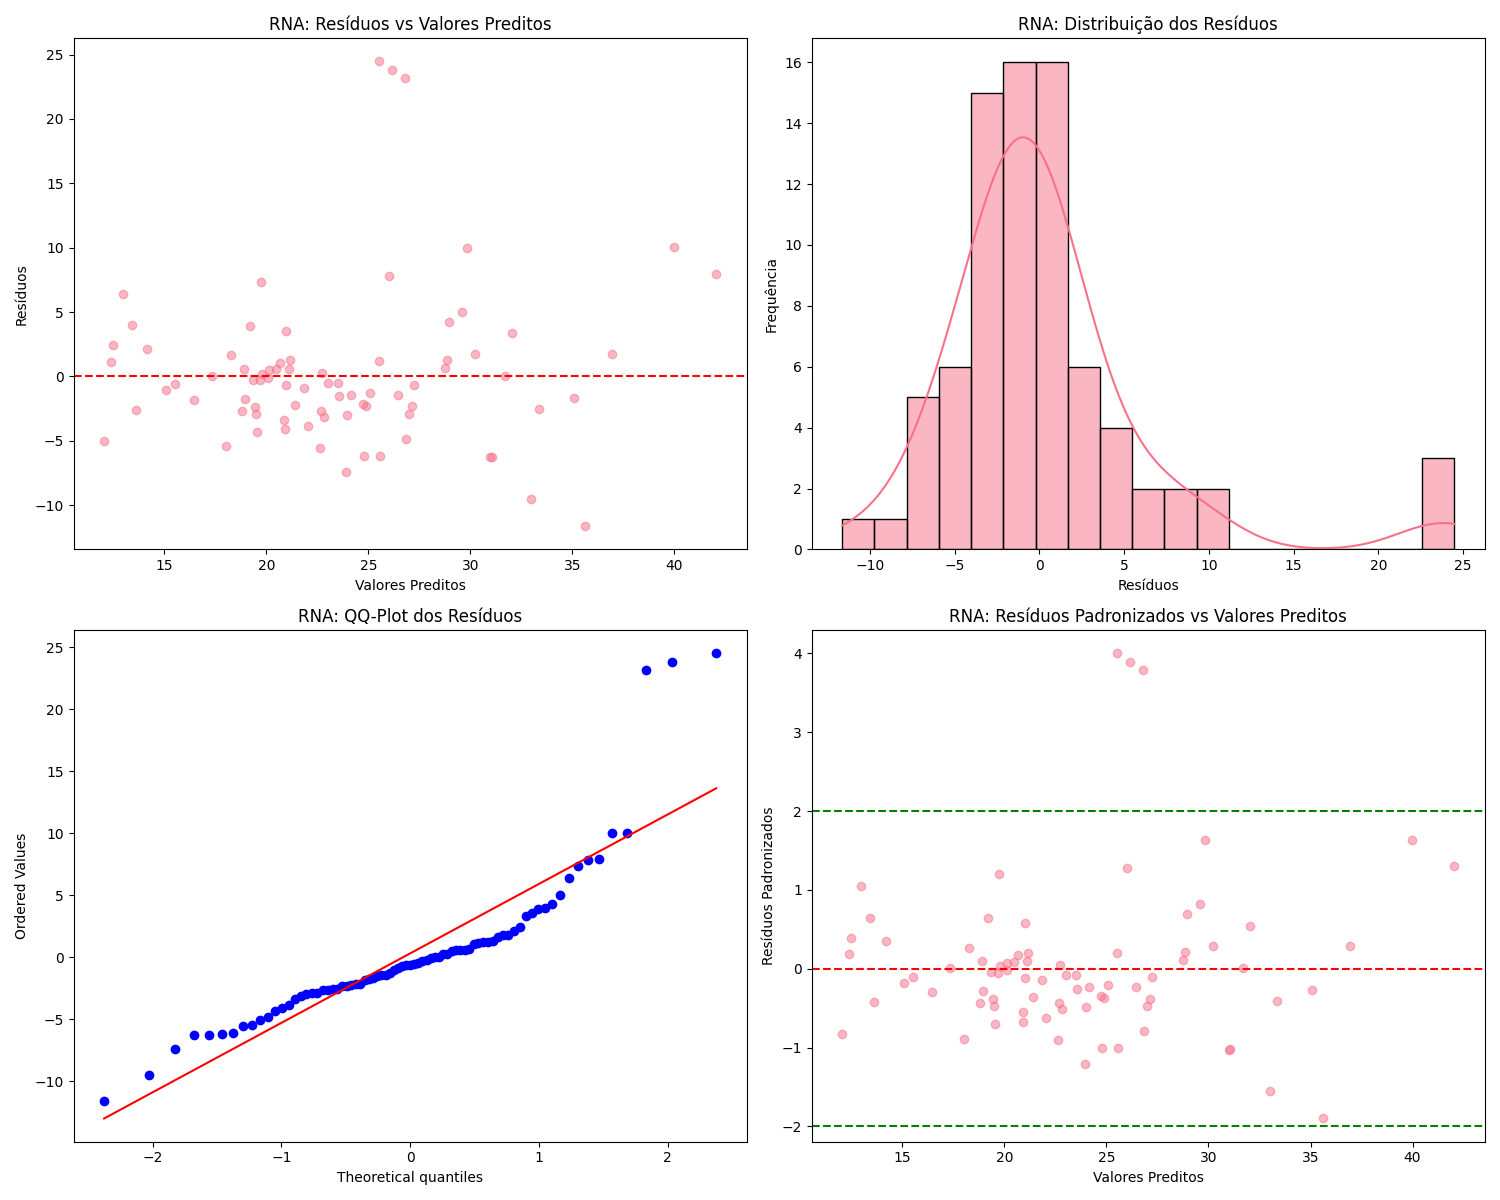 RNA: Resíduos vs Valores Preditos
25
20
15
10
5
0
−5
−10
Resíduos
15 20 25 30 35 40
Valores Preditos
RNA: Distribuição dos Resíduos
16
14
12
10
8
6
4
2
0
Frequência
−10 −5 0 5 10 15 20 25
Resíduos
RNA: QQ-Plot dos Resíduos
25
20
15
10
5
0
−5
−10
Ordered Values
−2 −1 0 1 2
Theoretical quantiles
RNA: Resíduos Padronizados vs Valores Preditos
4
3
2
1
0
−1
−2
Resíduos Padronizados
15 20 25 30 35 40
Valores Preditos